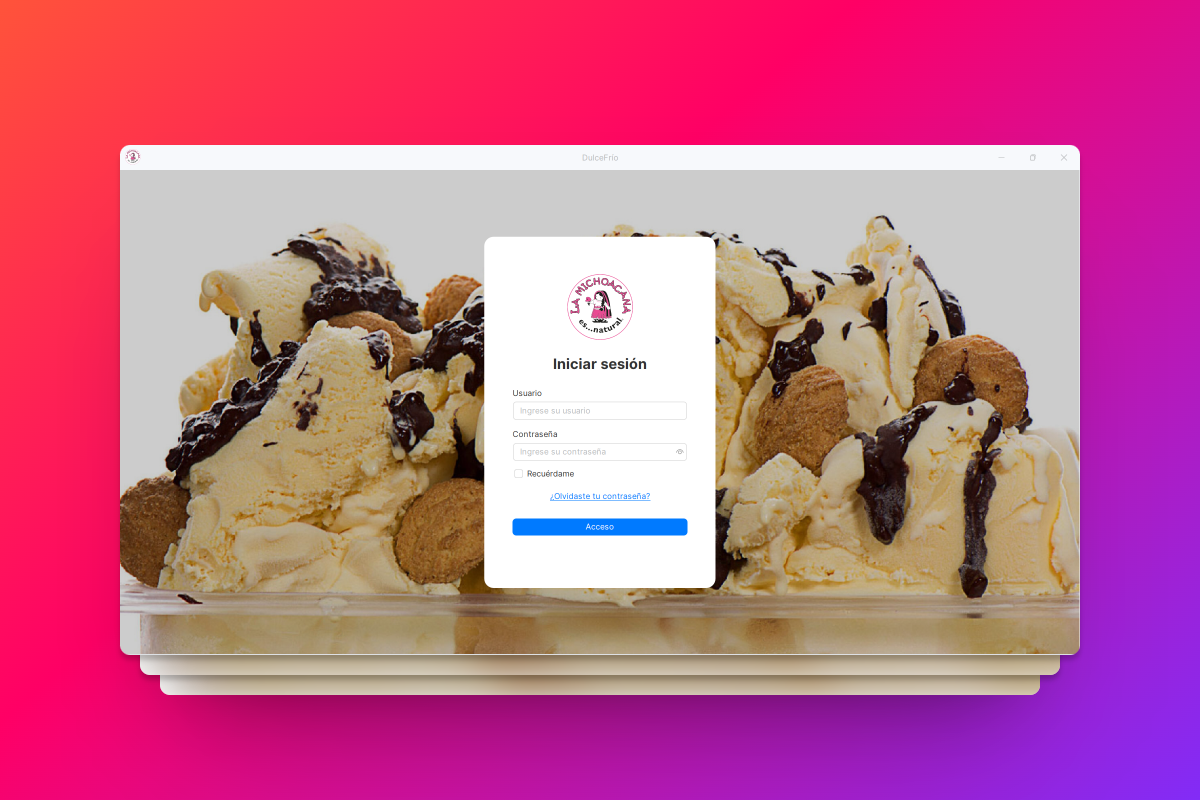 DulceFrío
LA MICHOACANA
es...natural
Iniciar sesión
Usuario
Ingrese su usuario
Contraseña
Ingrese su contraseña
Recuérdame
¿Olvidaste tu contraseña?
Acceso